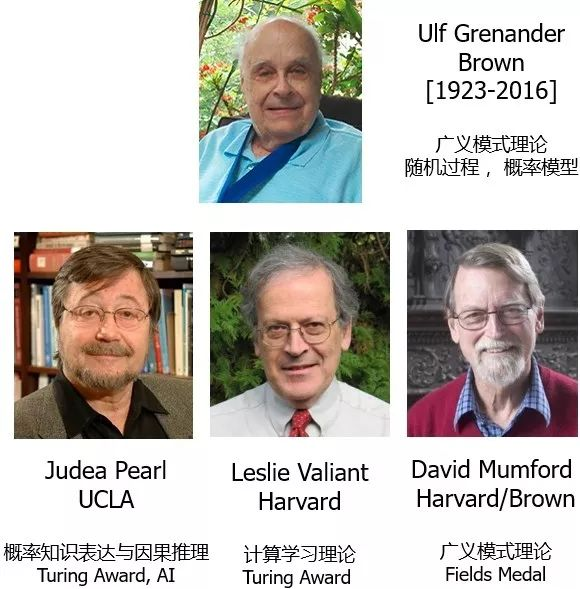 Ulf Grenander
Brown
[1923-2016]
广义模式理论
随机过程，概率模型
Judea Pearl
UCLA
概率知识表达与因果推理
Turing Award, AI
Leslie Valiant
Harvard
计算学习理论
Turing Award
David Mumford
Harvard/Brown
广义模式理论
Fields Medal